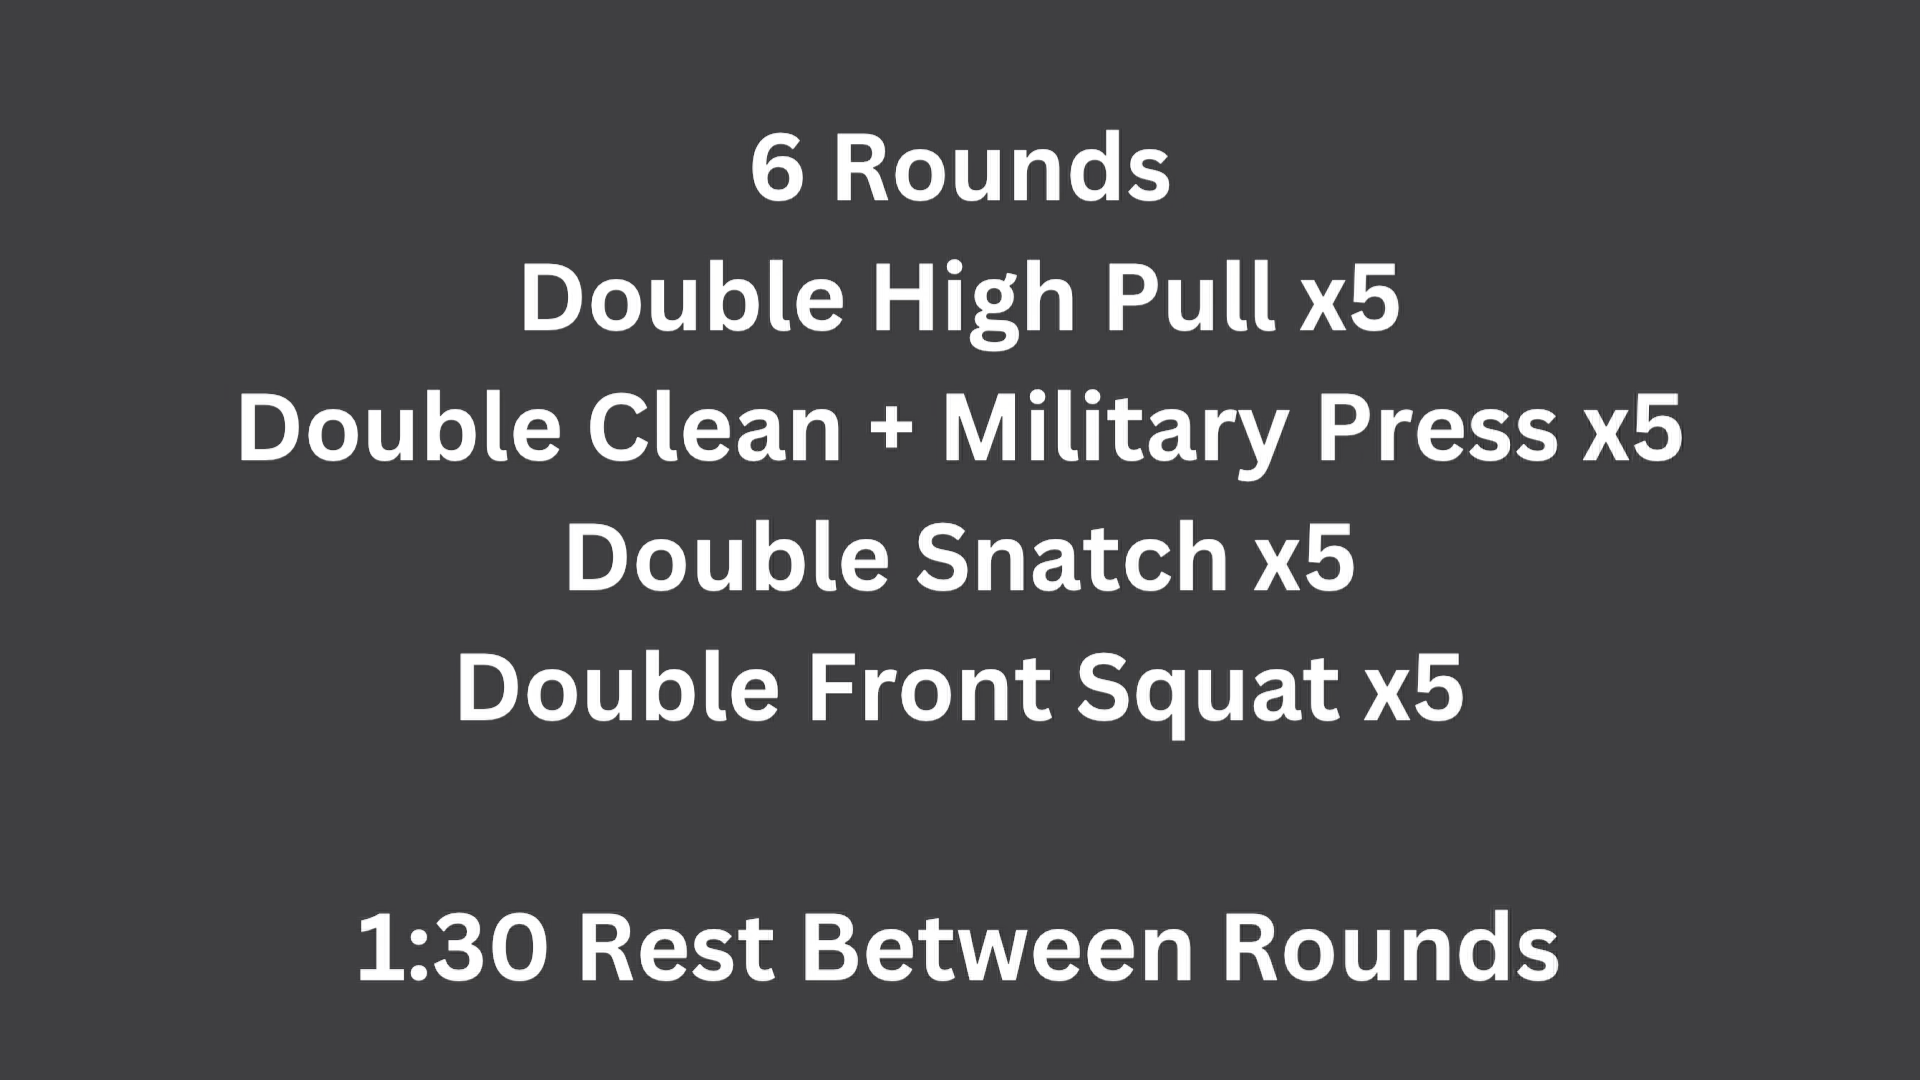 6 Rounds
Double High Pull x5
Double Clean + Military Press x5
Double Snatch x5
Double Front Squat x5
1:30 Rest Between Rounds